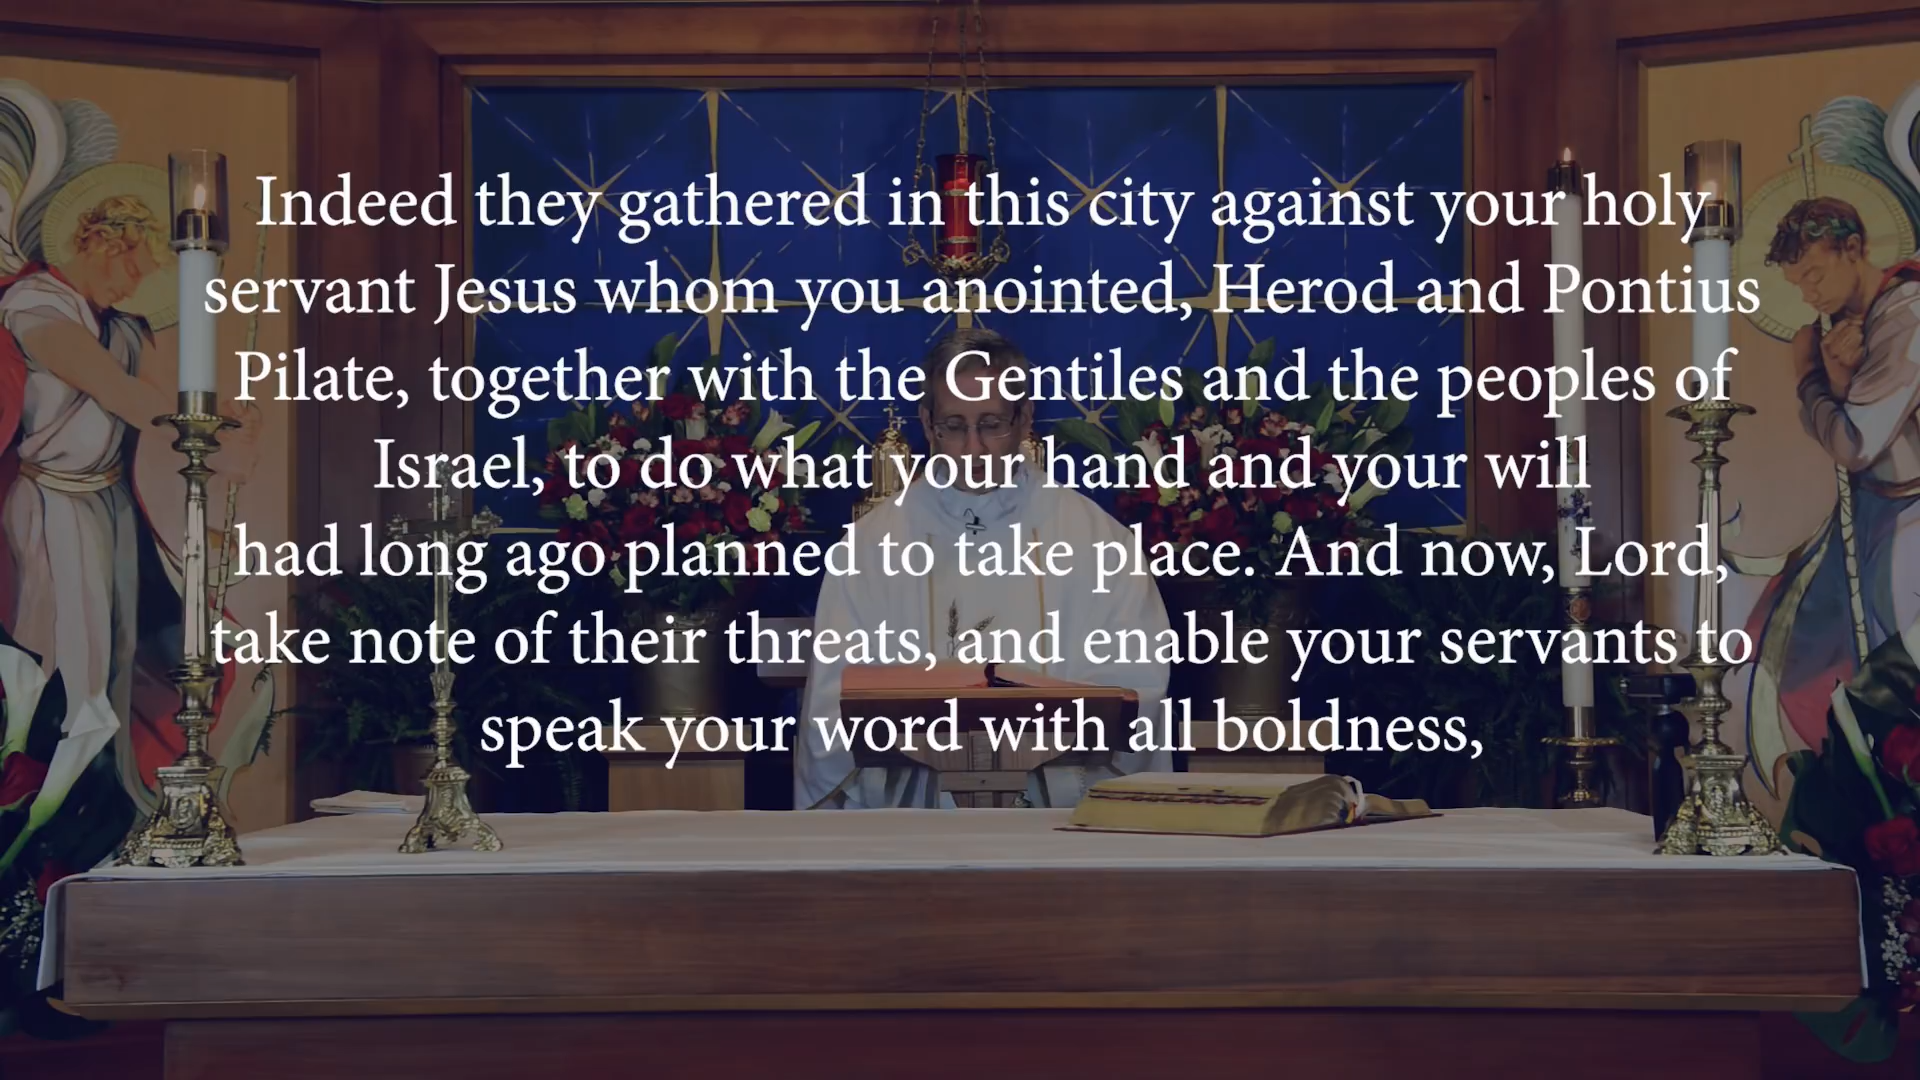 Indeed they gathered in this city against your holy
servant Jesus whom you anointed, Herod and Pontius
Pilate, together with the Gentiles and the peoples of
Israel, to do what your hand and your will
had long ago planned to take place. And now, Lord,
take note of their threats, and enable your servants to
speak your word with all boldness,